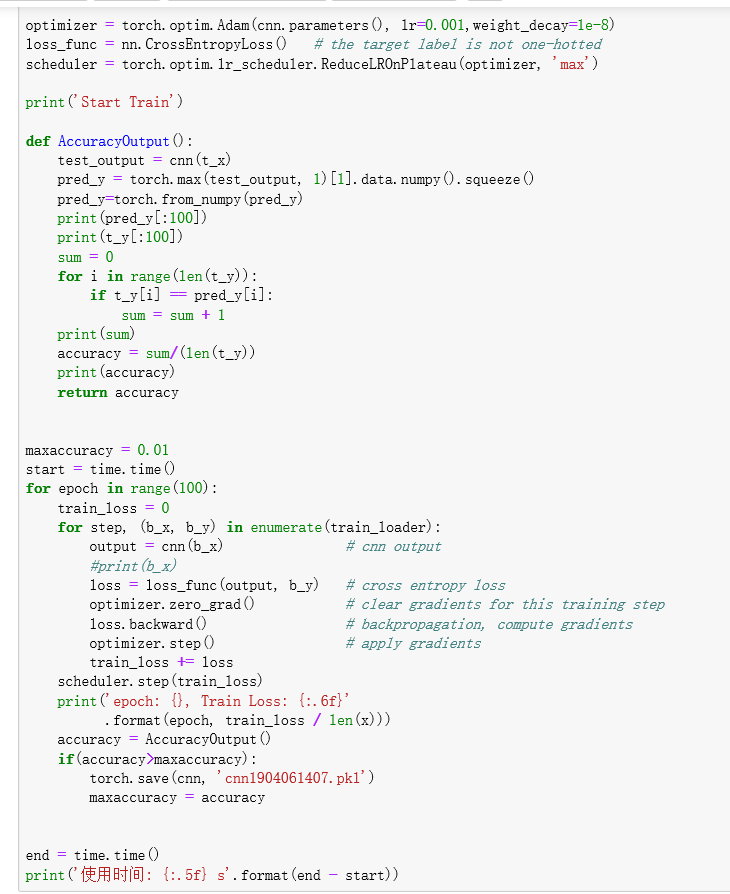 optimizer = torch.optim.Adam(cnn.parameters(), lr=0.001,weight_decay=1e-8)
loss_func = nn.CrossEntropyLoss()   # the target label is not one-hotted
scheduler = torch.optim.lr_scheduler.ReduceLROnPlateau(optimizer, 'max')

print('Start Train')

def AccuracyOutput():
    test_output = cnn(t_x)
    pred_y = torch.max(test_output, 1)[1].data.numpy().squeeze()
    pred_y=torch.from_numpy(pred_y)
    print(pred_y[:100])
    print(t_y[:100])
    sum = 0
    for i in range(len(t_y)):
        if t_y[i] == pred_y[i]:
            sum = sum + 1
    print(sum)
    accuracy = sum/(len(t_y))
    print(accuracy)
    return accuracy


maxaccuracy = 0.01
start = time.time()
for epoch in range(100):
    train_loss = 0
    for step, (b_x, b_y) in enumerate(train_loader):
        output = cnn(b_x)               # cnn output
        #print(b_x)
        loss = loss_func(output, b_y)   # cross entropy loss
        optimizer.zero_grad()           # clear gradients for this training step
        loss.backward()                 # backpropagation, compute gradients
        optimizer.step()                # apply gradients
        train_loss += loss
    scheduler.step(train_loss)
    print('epoch: {}, Train Loss: {:.6f}'
          .format(epoch, train_loss / len(x)))
    accuracy = AccuracyOutput()
    if(accuracy>maxaccuracy):
        torch.save(cnn, 'cnn1904061407.pkl')
        maxaccuracy = accuracy


end = time.time()
print('使用时间: {:.5f} s'.format(end - start))